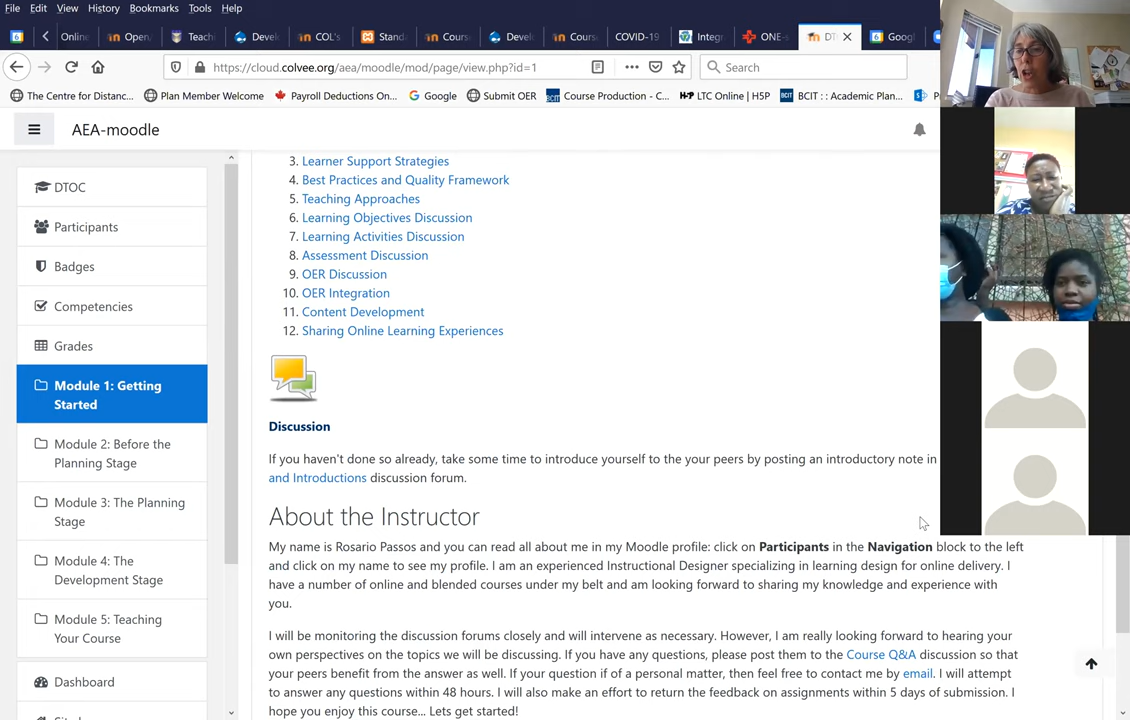 File Edit View History Bookmarks Tools Help
Online Open Teachi Develo COL's Standa Course Develo Course COVID-19 Integr ONE-s DT Googl
https://cloud.colvee.org/aea/moodle/mod/page/view.php?id=1 Search
The Centre for Distanc... Plan Member Welcome Payroll Deductions On... Google Submit OER Course Production - C... LTC Online | H5P BCIT : : Academic Plan...
AEA-moodle
DTOC
Participants
Badges
Competencies
Grades
Module 1: Getting
Started
Module 2: Before the
Planning Stage
Module 3: The Planning
Stage
Module 4: The
Development Stage
Module 5: Teaching
Your Course
Dashboard
3. Learner Support Strategies
4. Best Practices and Quality Framework
5. Teaching Approaches
6. Learning Objectives Discussion
7. Learning Activities Discussion
8. Assessment Discussion
9. OER Discussion
10. OER Integration
11. Content Development
12. Sharing Online Learning Experiences
Discussion
If you haven't done so already, take some time to introduce yourself to the your peers by posting an introductory note in
and Introductions discussion forum.
About the Instructor
My name is Rosario Passos and you can read all about me in my Moodle profile: click on Participants in the Navigation block to the left
and click on my name to see my profile. I am an experienced Instructional Designer specializing in learning design for online delivery. I
have a number of online and blended courses under my belt and am looking forward to sharing my knowledge and experience with
you.
I will be monitoring the discussion forums closely and will intervene as necessary. However, I am really looking forward to hearing your
own perspectives on the topics we will be discussing. If you have any questions, please post them to the Course Q&A discussion so that
your peers benefit from the answer as well. If your question if of a personal matter, then feel free to contact me by email. I will attempt
to answer any questions within 48 hours. I will also make an effort to return the feedback on assignments within 5 days of submission. I
hope you enjoy this course... Lets get started!